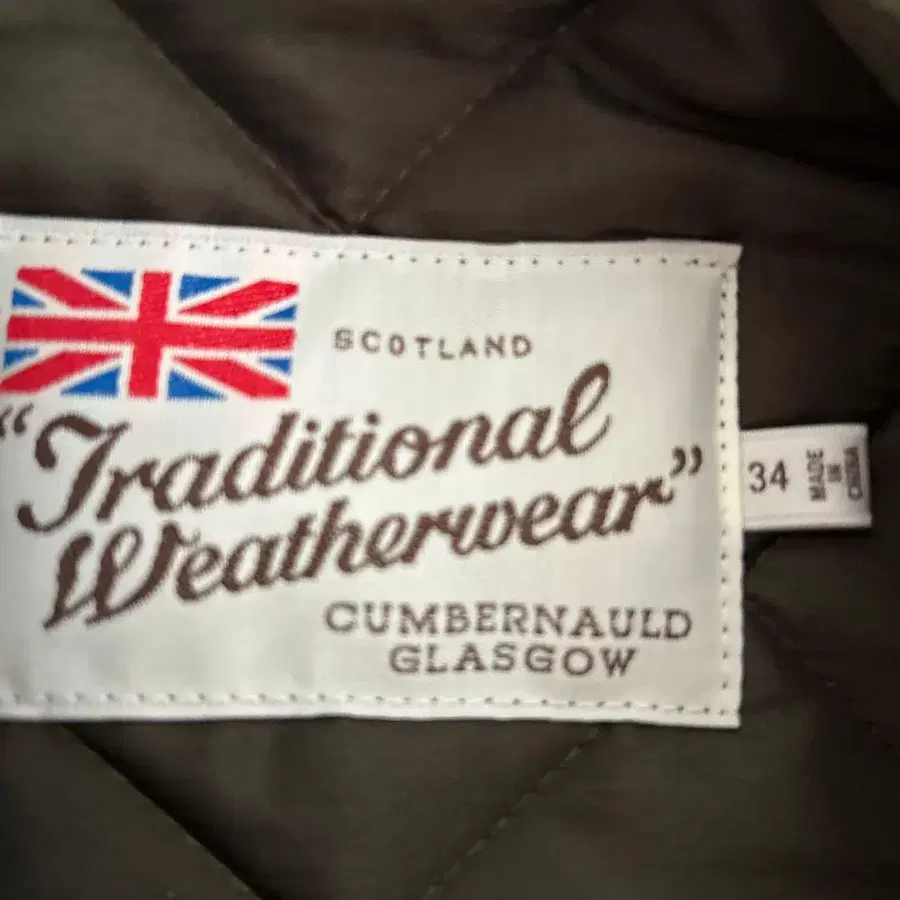 SCOTLAND
“Traditional
Weatherwear”
CUMBERNAULD
GLASGOW
34
MADE
IN
CHINA